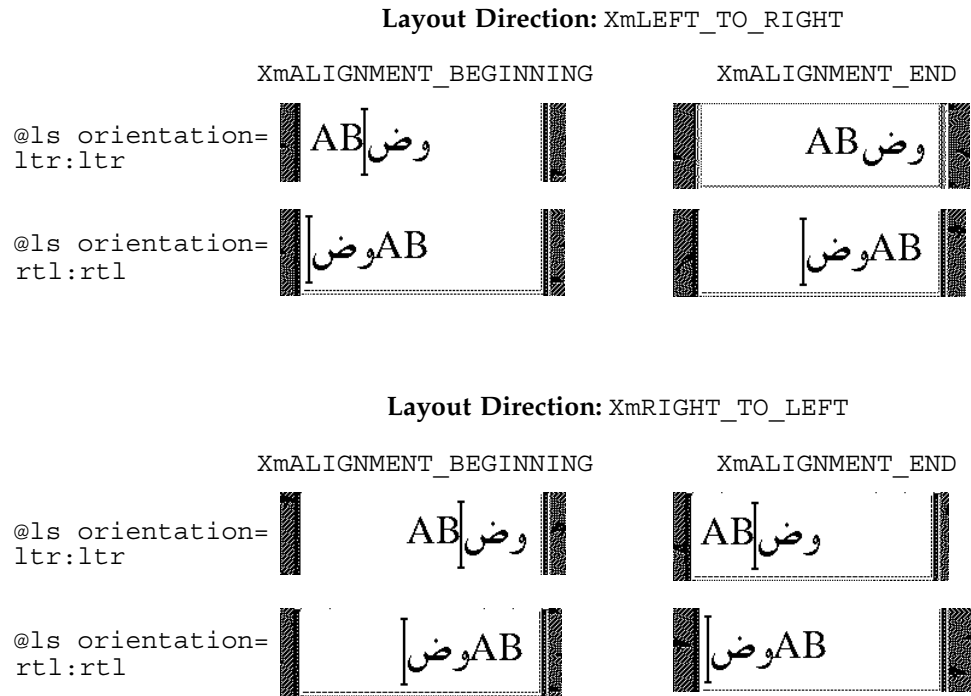 Layout Direction: XmLEFT_TO_RIGHT
XmALIGNMENT_BEGINNING XmALIGNMENT_END
@ls orientation=
ltr:ltr
ABوض
ABوض
@ls orientation=
rtl:rtl
وضAB
وضAB
Layout Direction: XmRIGHT_TO_LEFT
XmALIGNMENT_BEGINNING XmALIGNMENT_END
@ls orientation=
ltr:ltr
ABوض
ABوض
@ls orientation=
rtl:rtl
وضAB
وضAB